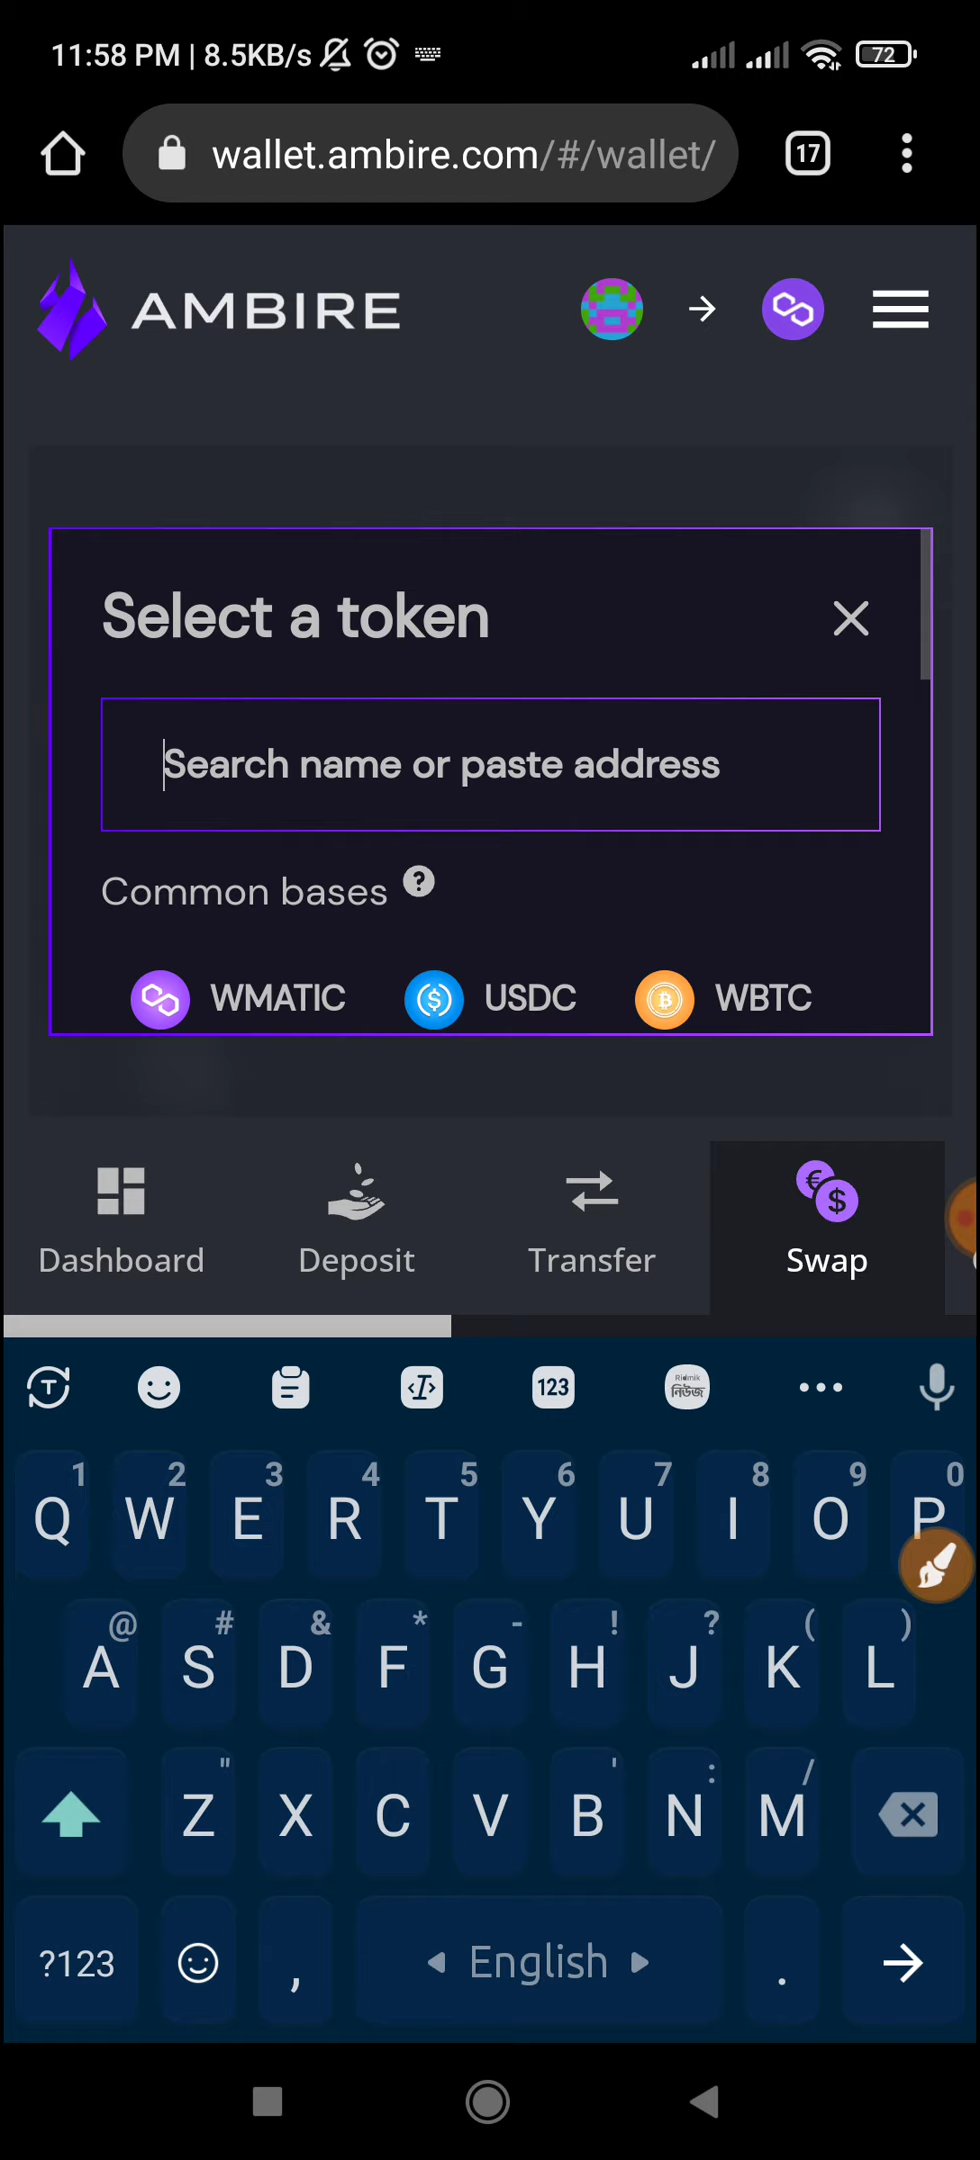 11:58 PM | 8.5KB/s 72
wallet.ambire.com/#/wallet/ 17
AMBIRE
Select a token
Search name or paste address
Common bases ?
WMATIC USDC WBTC
Dashboard Deposit Transfer Swap
123 Ridmik নিউজ
1 2 3 4 5 6 7 8 9 0
Q W E R T Y U I O P
@ # & * - ! ? ( )
A S D F G H J K L
" ' : /
Z X C V B N M
?123 , English .